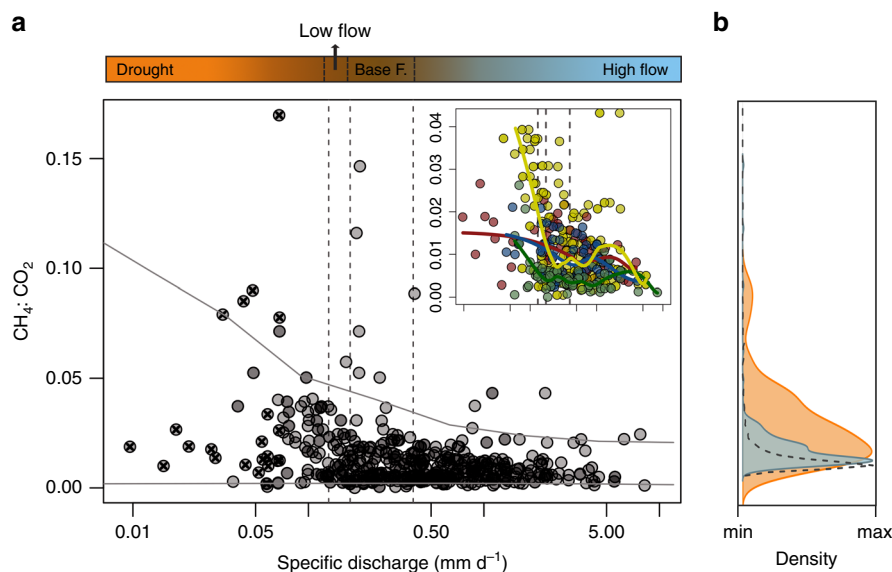 a
b
Low flow
Drought
Base F.
High flow
0.15
0.10
0.05
0.00
CH₄: CO₂
0.04
0.03
0.02
0.01
0.00
0.01
0.05
0.50
5.00
Specific discharge (mm d⁻¹)
min
max
Density